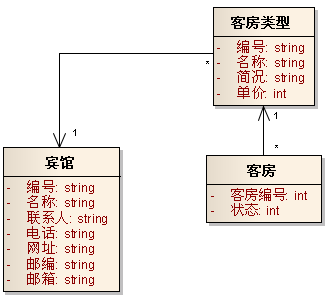 客房类型
- 编号: string
- 名称: string
- 简况: string
- 单价: int
*
1
1
*
宾馆
- 编号: string
- 名称: string
- 联系人: string
- 电话: string
- 网址: string
- 邮编: string
- 邮箱: string
客房
- 客房编号: int
- 状态: int